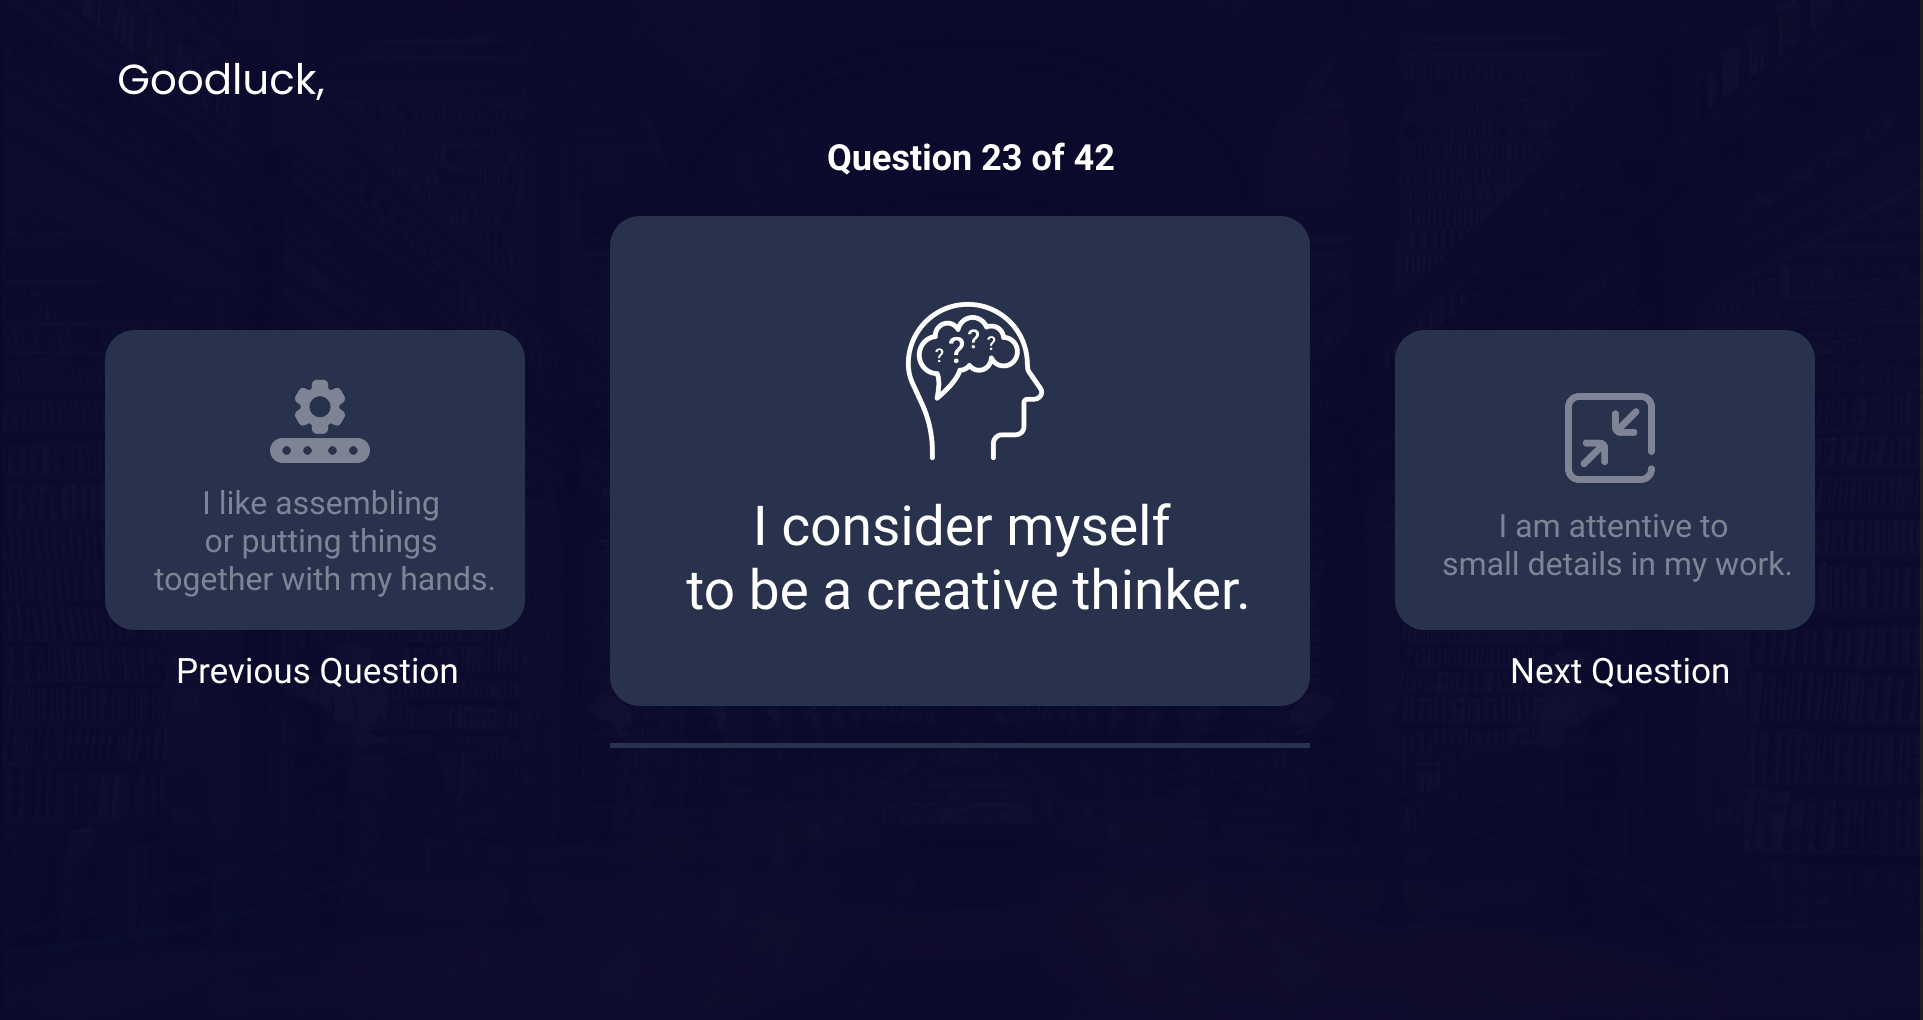 Goodluck,
Question 23 of 42
I like assembling
or putting things
together with my hands.
Previous Question
? ? ? ?
I consider myself
to be a creative thinker.
I am attentive to
small details in my work.
Next Question